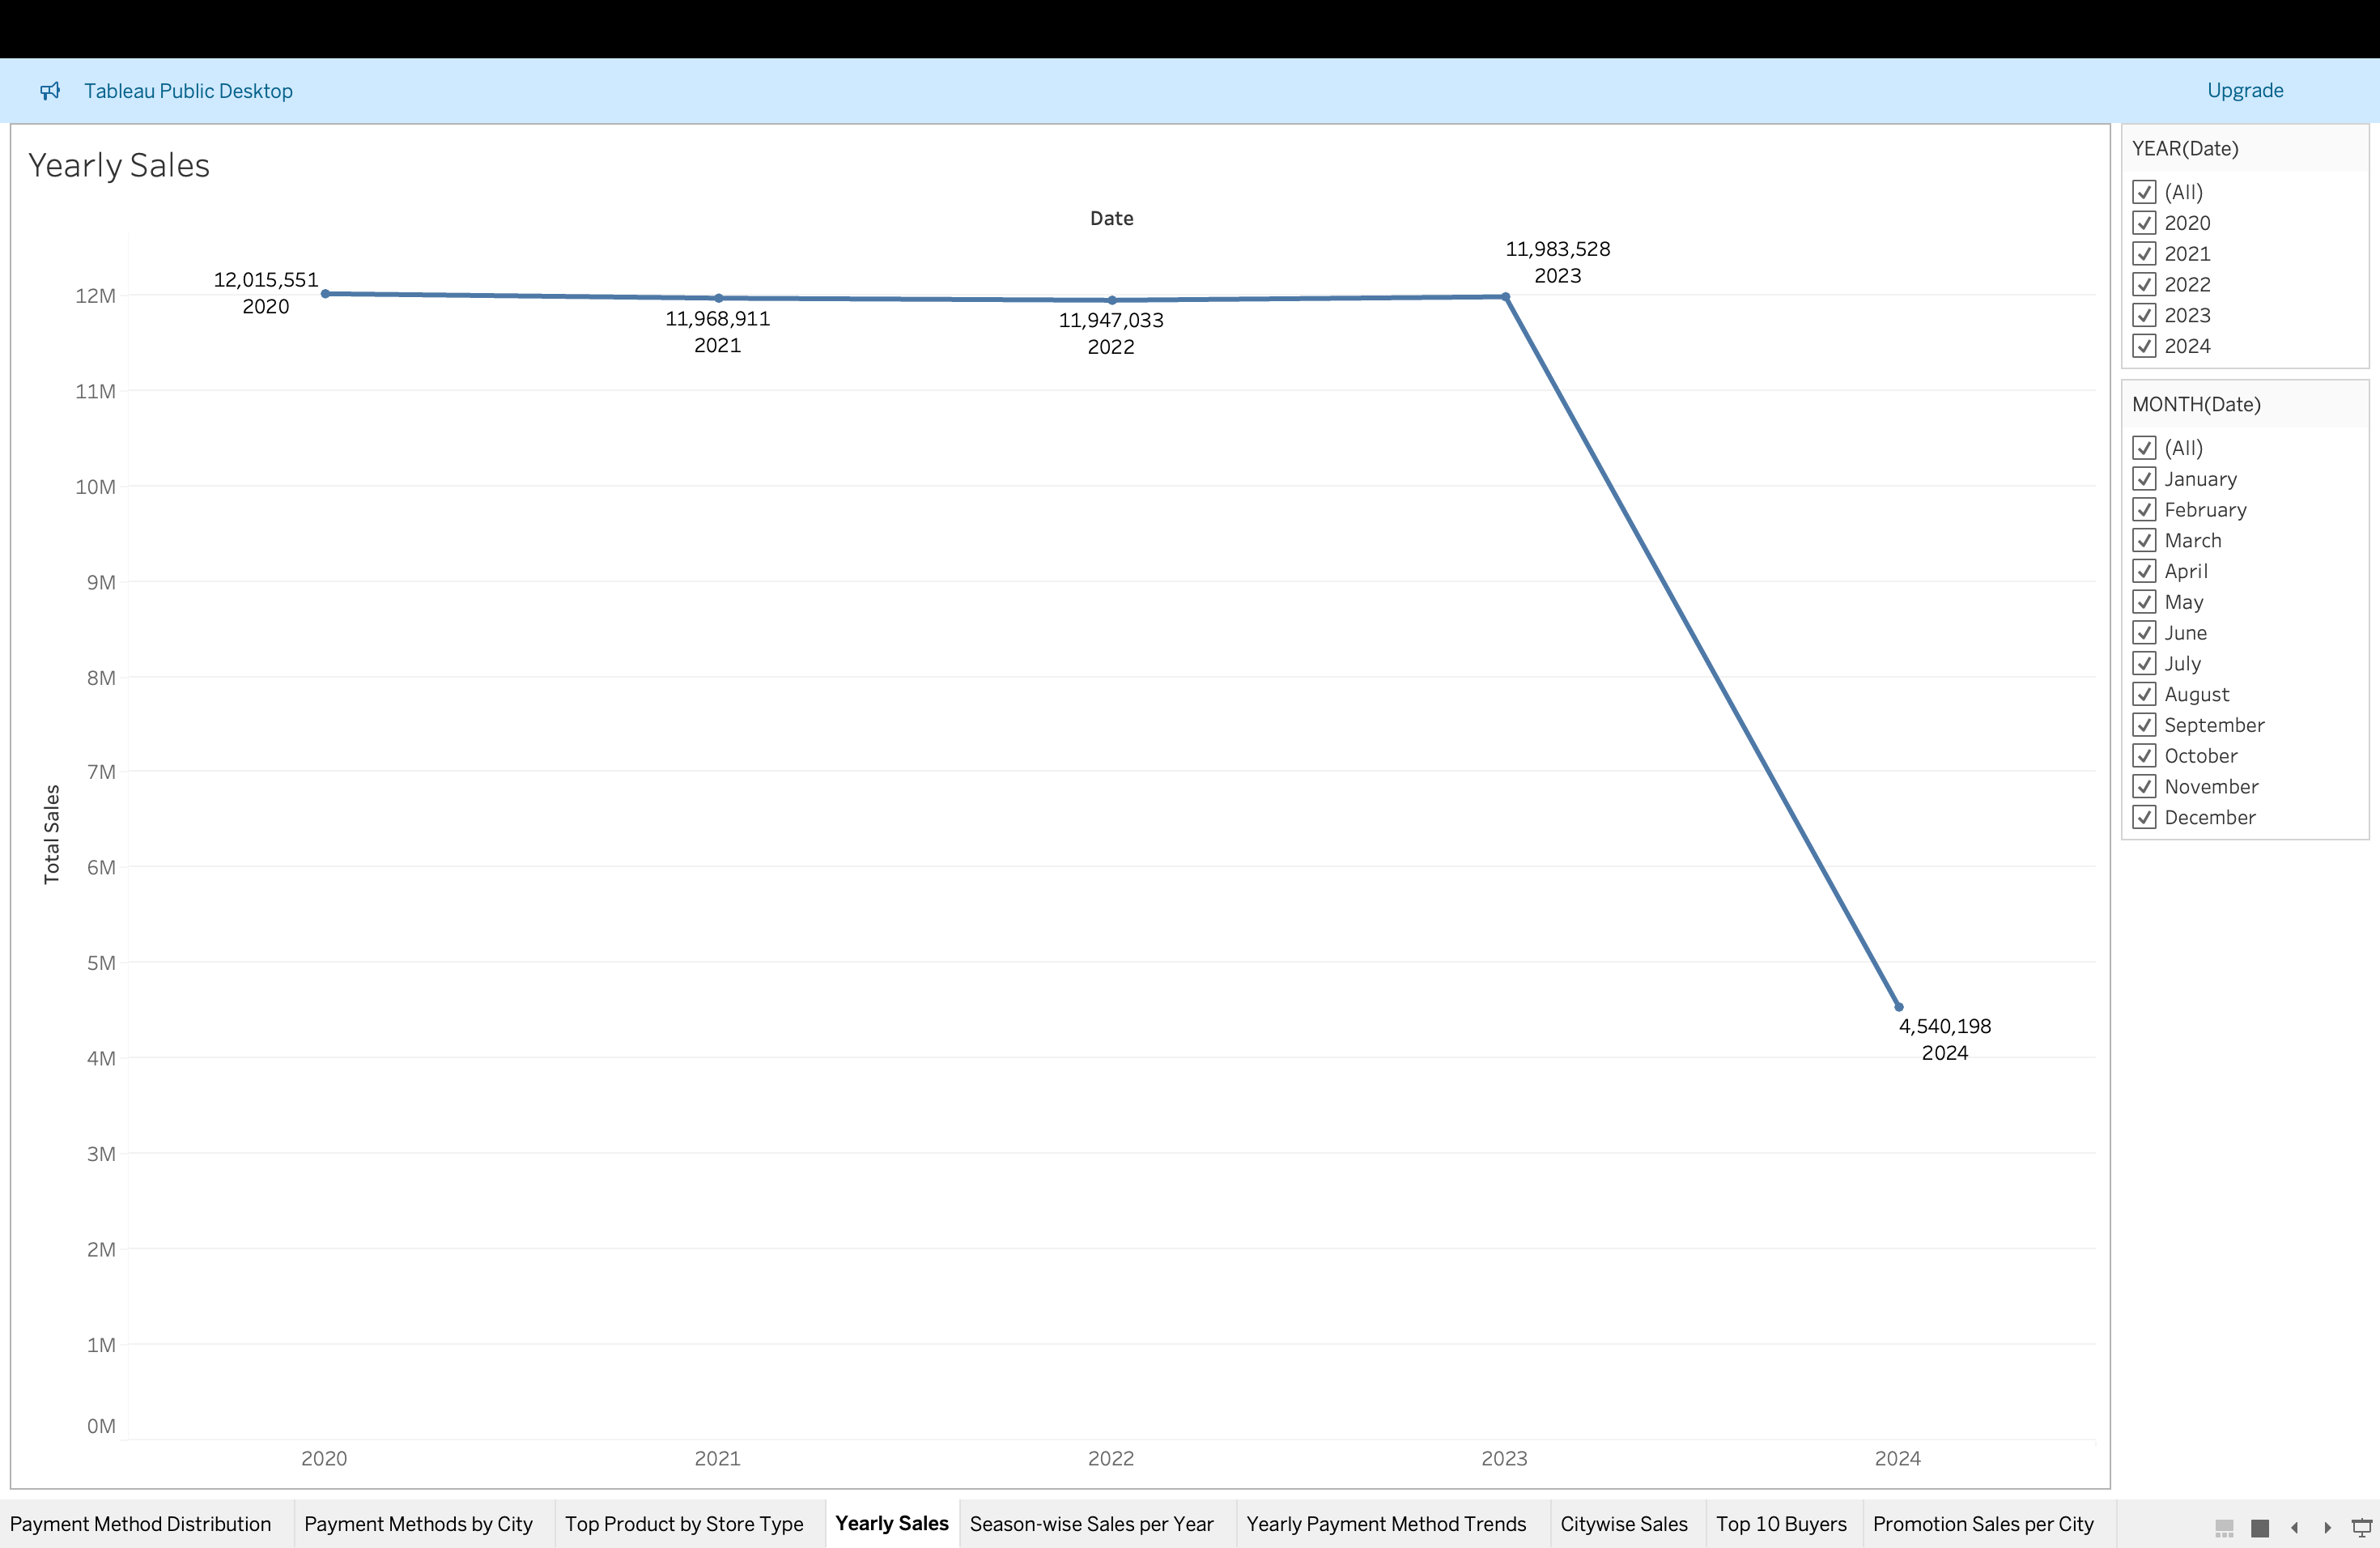 Tableau Public Desktop
Upgrade
Yearly Sales
Date
12,015,551
2020
11,968,911
2021
11,947,033
2022
11,983,528
2023
4,540,198
2024
Total Sales
12M
11M
10M
9M
8M
7M
6M
5M
4M
3M
2M
1M
0M
2020
2021
2022
2023
2024
YEAR(Date)
(All)
2020
2021
2022
2023
2024
MONTH(Date)
(All)
January
February
March
April
May
June
July
August
September
October
November
December
Payment Method Distribution
Payment Methods by City
Top Product by Store Type
Yearly Sales
Season-wise Sales per Year
Yearly Payment Method Trends
Citywise Sales
Top 10 Buyers
Promotion Sales per City